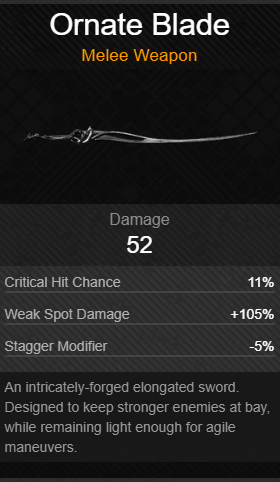 Ornate Blade
Melee Weapon
Damage
52
Critical Hit Chance 11%
Weak Spot Damage +105%
Stagger Modifier -5%
An intricately-forged elongated sword.
Designed to keep stronger enemies at bay,
while remaining light enough for agile
maneuvers.